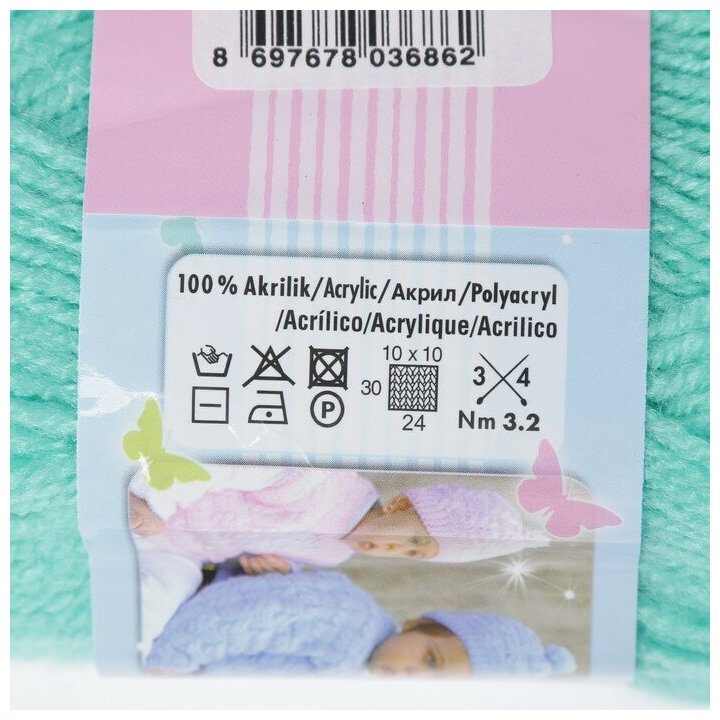 8 697678 036862
100 % Akrilik/Acrylic/Акрил/Polyacryl
/Acrílico/Acrylique/Acrilico
10 x 10
30
24
3 4
P
Nm 3.2